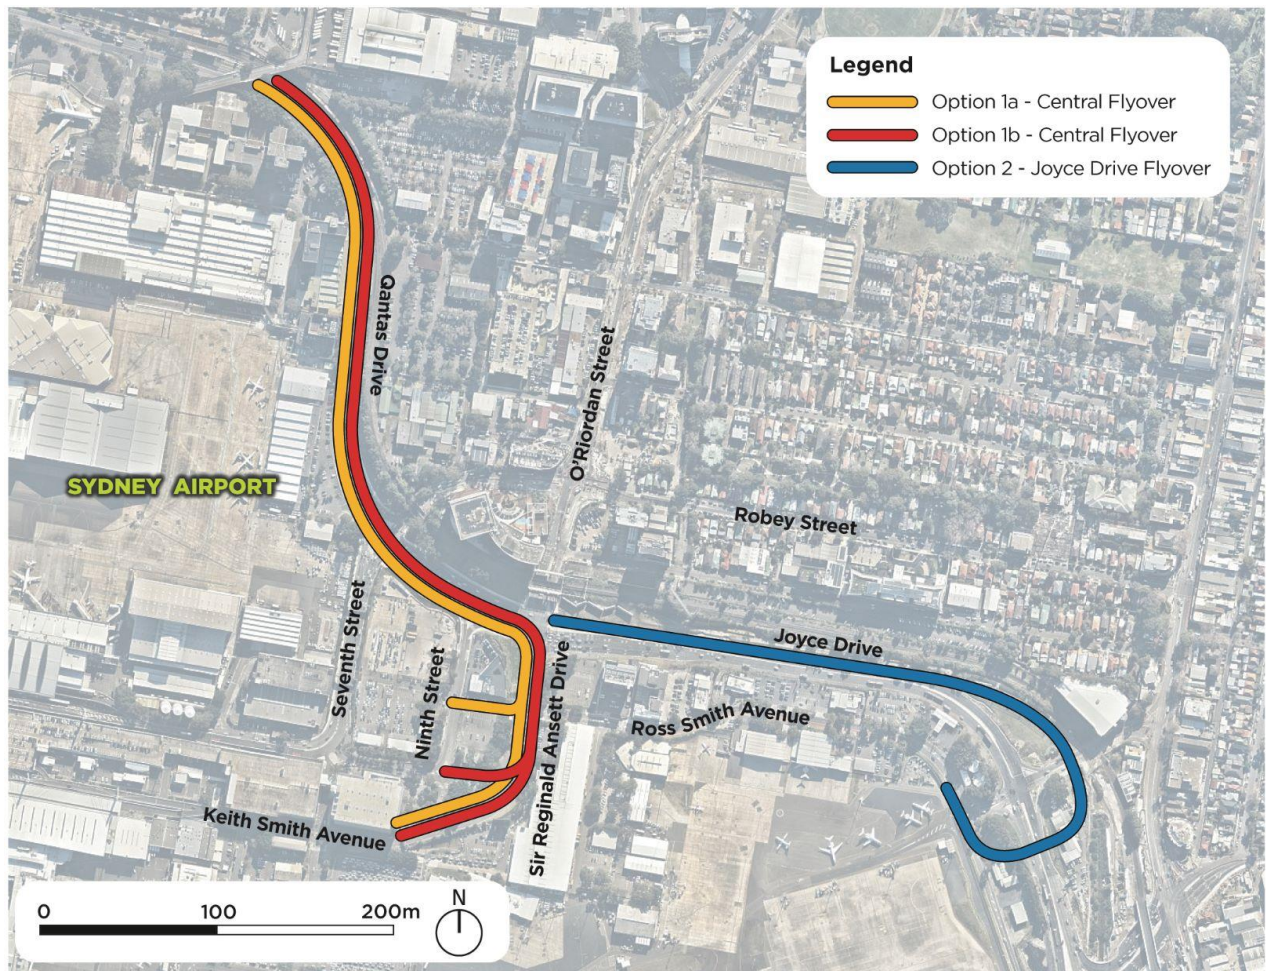 Legend
Option 1a - Central Flyover
Option 1b - Central Flyover
Option 2 - Joyce Drive Flyover
Qantas Drive
O'Riordan Street
SYDNEY AIRPORT
Robey Street
Seventh Street
Joyce Drive
Ninth Street
Sir Reginald Ansett Drive
Ross Smith Avenue
Keith Smith Avenue
0 100 200m
N